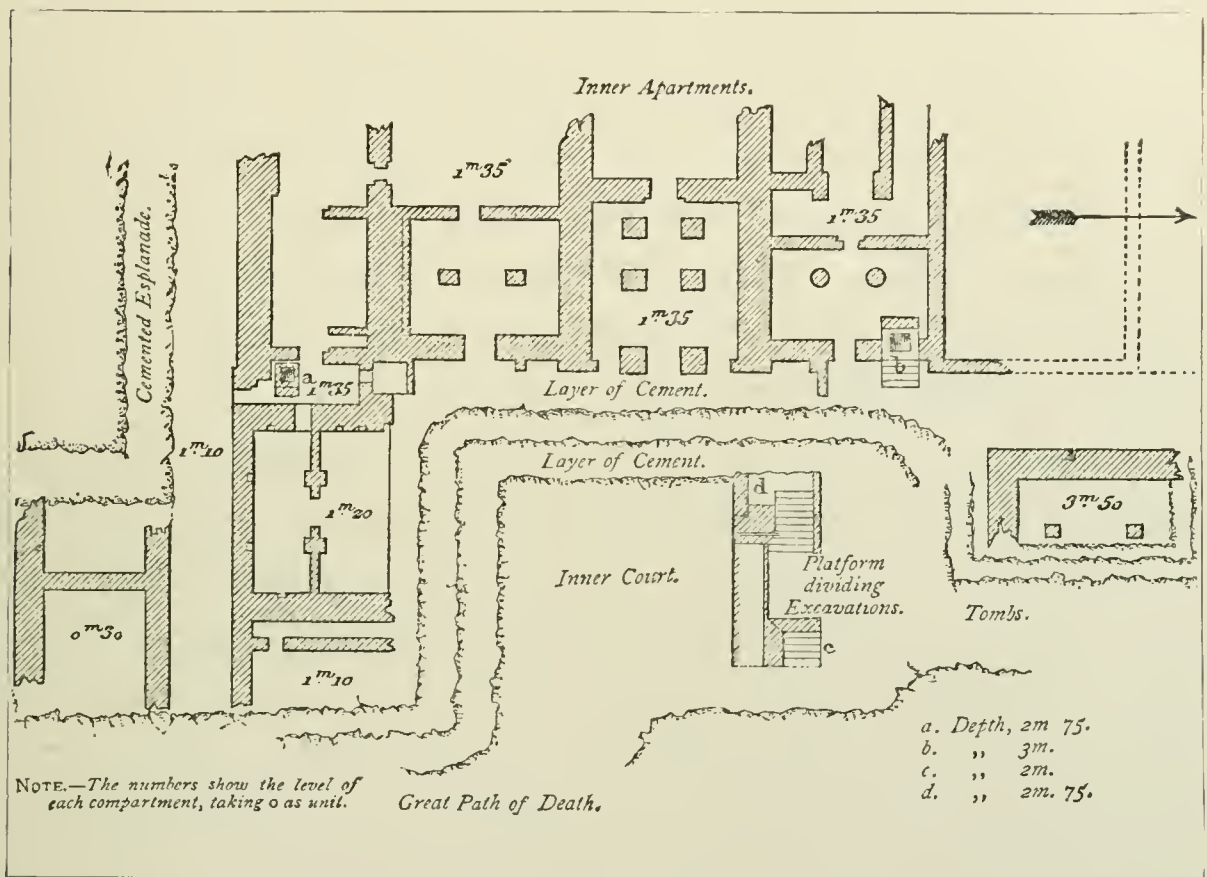 Inner Apartments.
1m35
1m35
Cemented Esplanade.
1m35
a
1m35
b
Layer of Cement.
1m10
Layer of Cement.
d
1m20
3m50
Inner Court.
Platform
dividing
Excavations.
Tombs.
0m30
c
1m10
a. Depth, 2m 75.
b. ,, 3m.
c. ,, 2m.
d. ,, 2m. 75.
NOTE.—The numbers show the level of
each compartment, taking 0 as unit.
Great Path of Death.